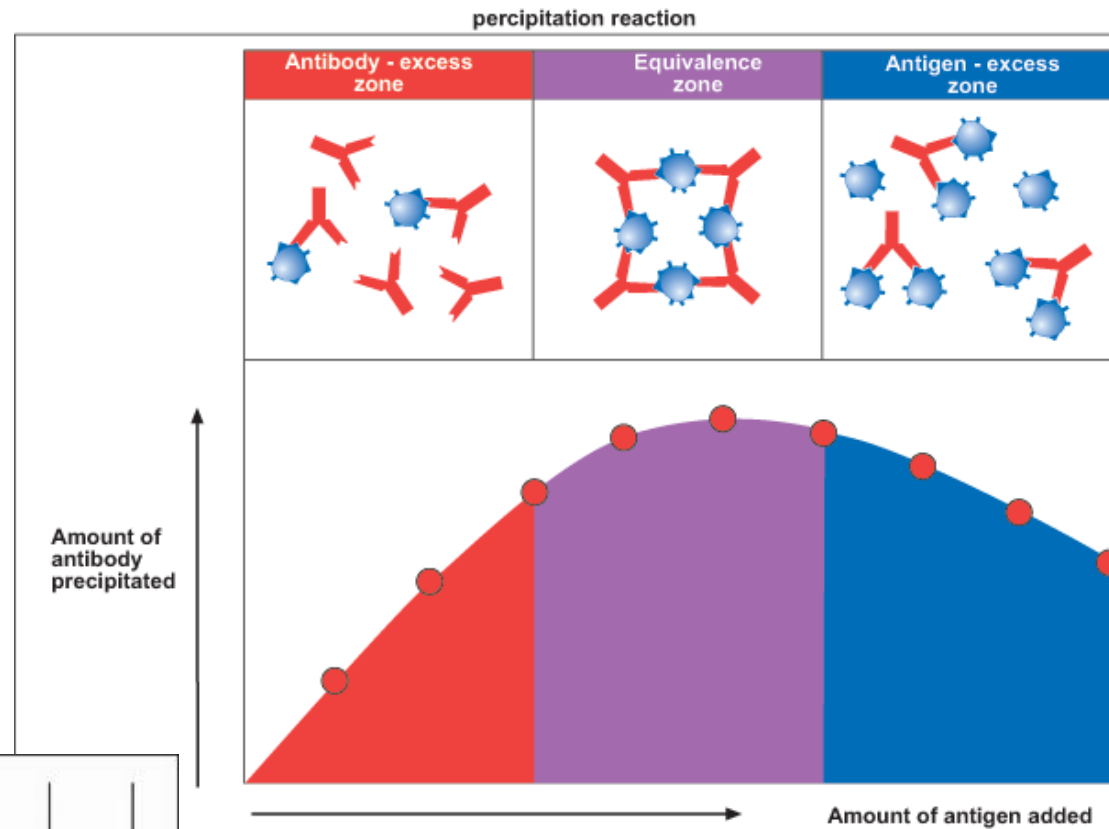 percipitation reaction
Antibody - excess
zone
Equivalence
zone
Antigen - excess
zone
Amount of
antibody
precipitated
Amount of antigen added